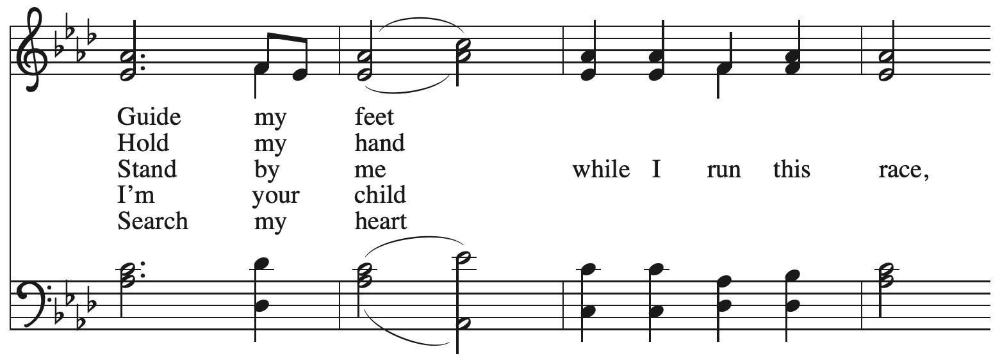 Guide my feet
Hold my hand
Stand by me while I run this race,
I'm your child
Search my heart